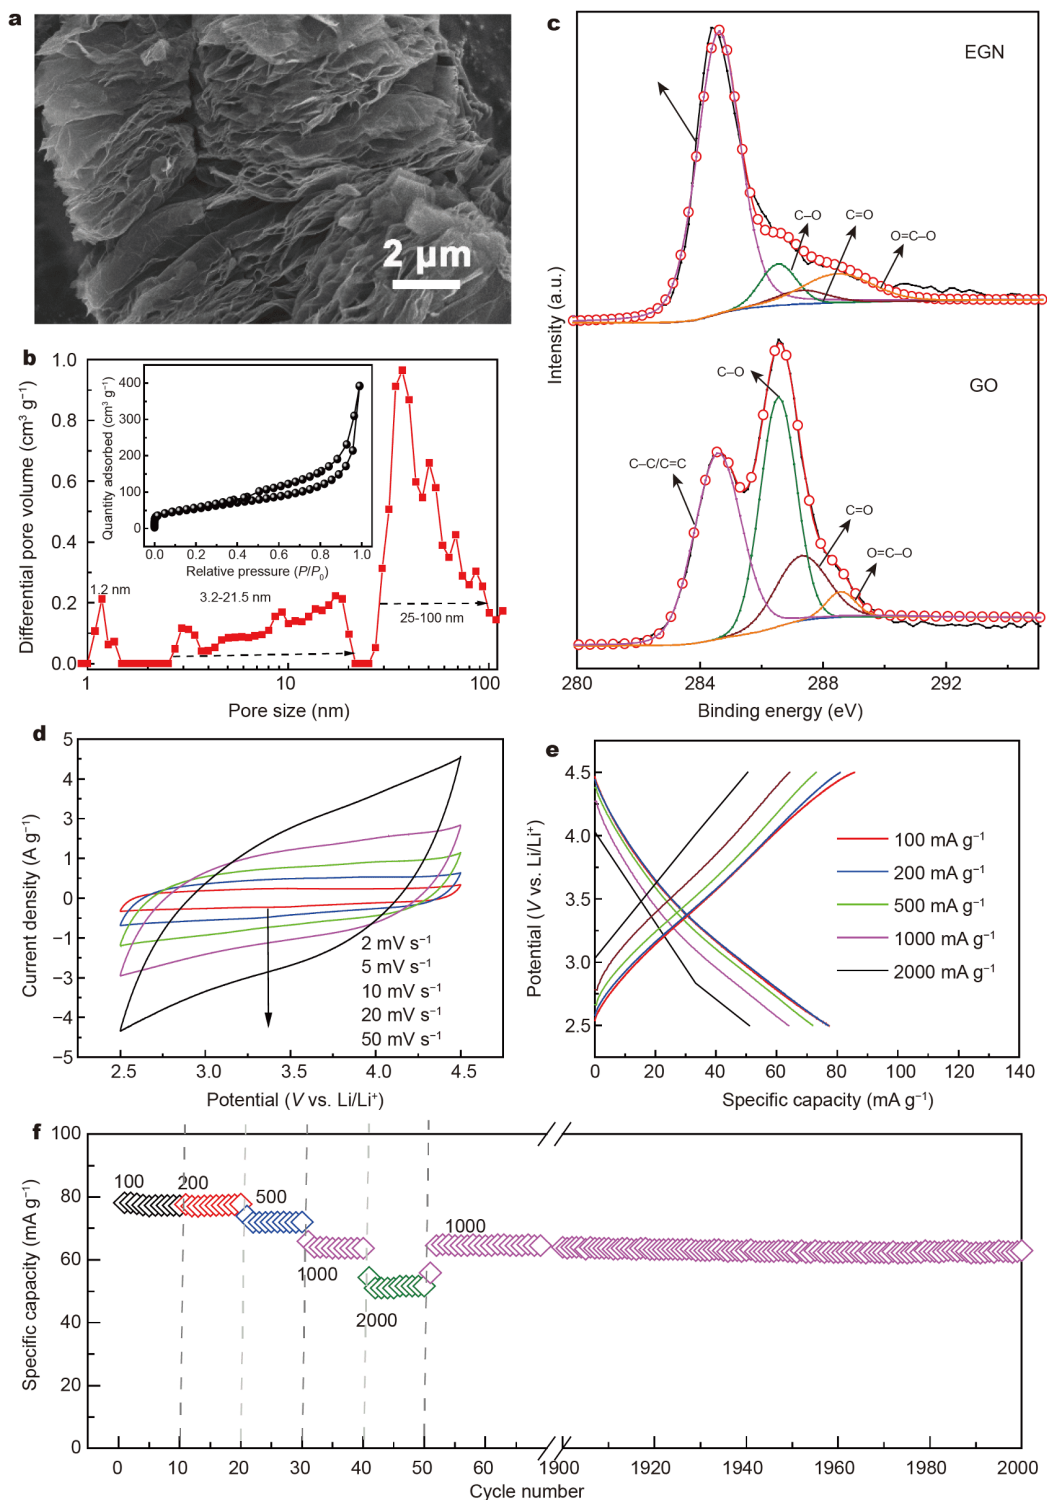 a
2 μm
b
Differential pore volume (cm³ g⁻¹)
1.0
0.8
0.6
0.4
0.2
0.0
1
10
100
Pore size (nm)
1.2 nm
3.2-21.5 nm
25-100 nm
Quantity adsorbed (cm³ g⁻¹)
400
300
200
100
0
0.0 0.2 0.4 0.6 0.8 1.0
Relative pressure (P/P₀)
c
Intensity (a.u.)
EGN
C–O
C=O
O=C–O
GO
C–O
C–C/C=C
C=O
O=C–O
280 284 288 292
Binding energy (eV)
d
Current density (A g⁻¹)
5
4
3
1
0
−1
−3
−4
−5
2 mV s⁻¹
5 mV s⁻¹
10 mV s⁻¹
20 mV s⁻¹
50 mV s⁻¹
2.5 3.0 3.5 4.0 4.5
Potential (V vs. Li/Li⁺)
e
Potential (V vs. Li/Li⁺)
4.5
4.0
3.5
3.0
2.5
100 mA g⁻¹
200 mA g⁻¹
500 mA g⁻¹
1000 mA g⁻¹
2000 mA g⁻¹
0 20 40 60 80 100 120 140
Specific capacity (mA g⁻¹)
f
Specific capacity (mA g⁻¹)
100
80
60
40
20
0
100
200
500
1000
2000
1000
0 10 20 30 40 50 60 1900 1920 1940 1960 1980 2000
Cycle number